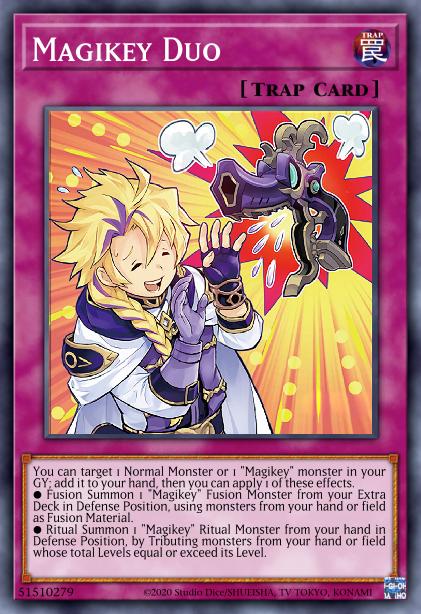 MAGIKEY DUO
TRAP
罠
[TRAP CARD]
You can target 1 Normal Monster or 1 "Magikey" monster in your
GY; add it to your hand, then you can apply 1 of these effects.
● Fusion Summon 1 "Magikey" Fusion Monster from your Extra
Deck in Defense Position, using monsters from your hand or field
as Fusion Material.
● Ritual Summon 1 "Magikey" Ritual Monster from your hand in
Defense Position, by Tributing monsters from your hand or field
whose total Levels equal or exceed its Level.
51510279
©2020 Studio Dice/SHUEISHA, TV TOKYO, KONAMI